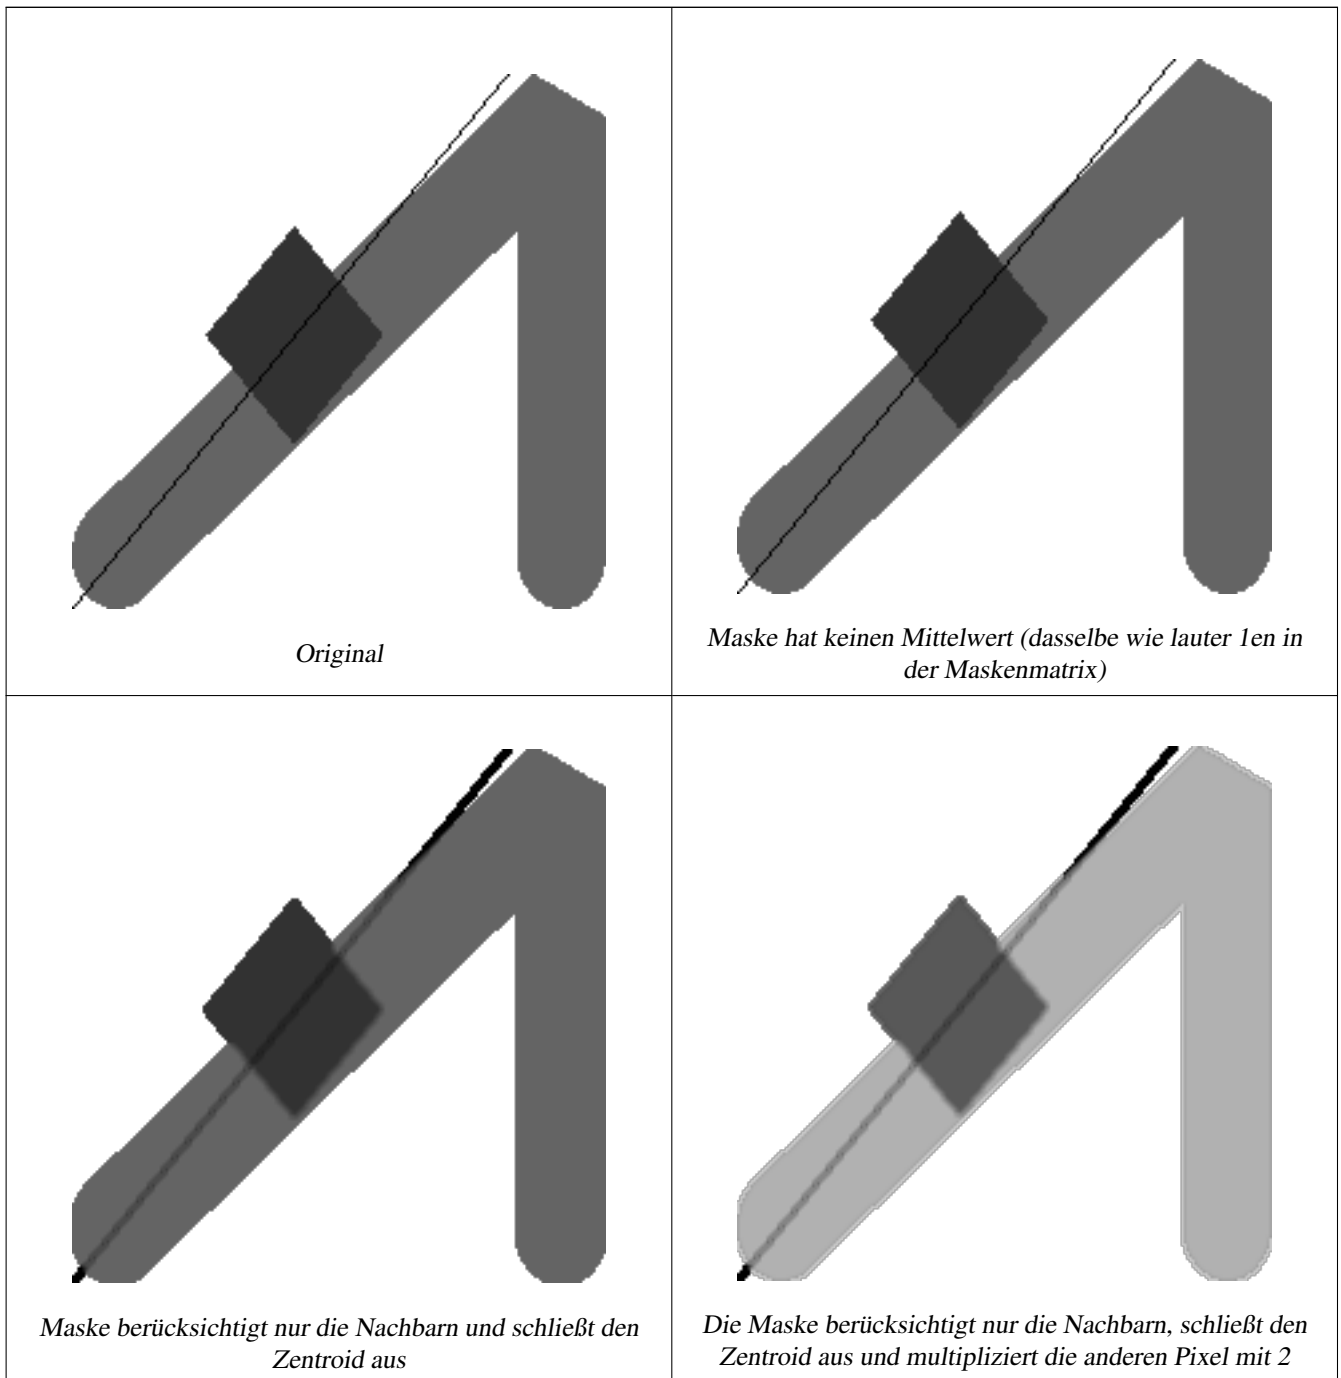 Original
Maske hat keinen Mittelwert (dasselbe wie lauter 1en in
der Maskenmatrix)
Maske berücksichtigt nur die Nachbarn und schließt den
Zentroid aus
Die Maske berücksichtigt nur die Nachbarn, schließt den
Zentroid aus und multipliziert die anderen Pixel mit 2